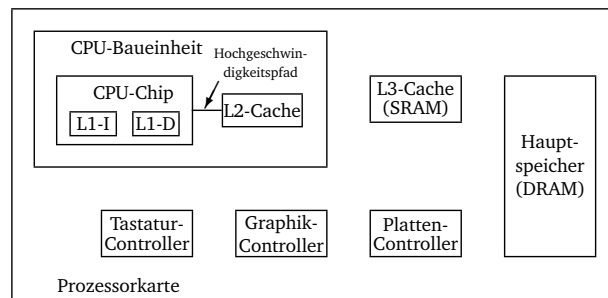 CPU-Baueinheit
Hochgeschwin-
digkeitspfad
CPU-Chip
L1-I
L1-D
L2-Cache
L3-Cache
(SRAM)
Haupt-
speicher
(DRAM)
Tastatur-
Controller
Graphik-
Controller
Platten-
Controller
Prozessorkarte